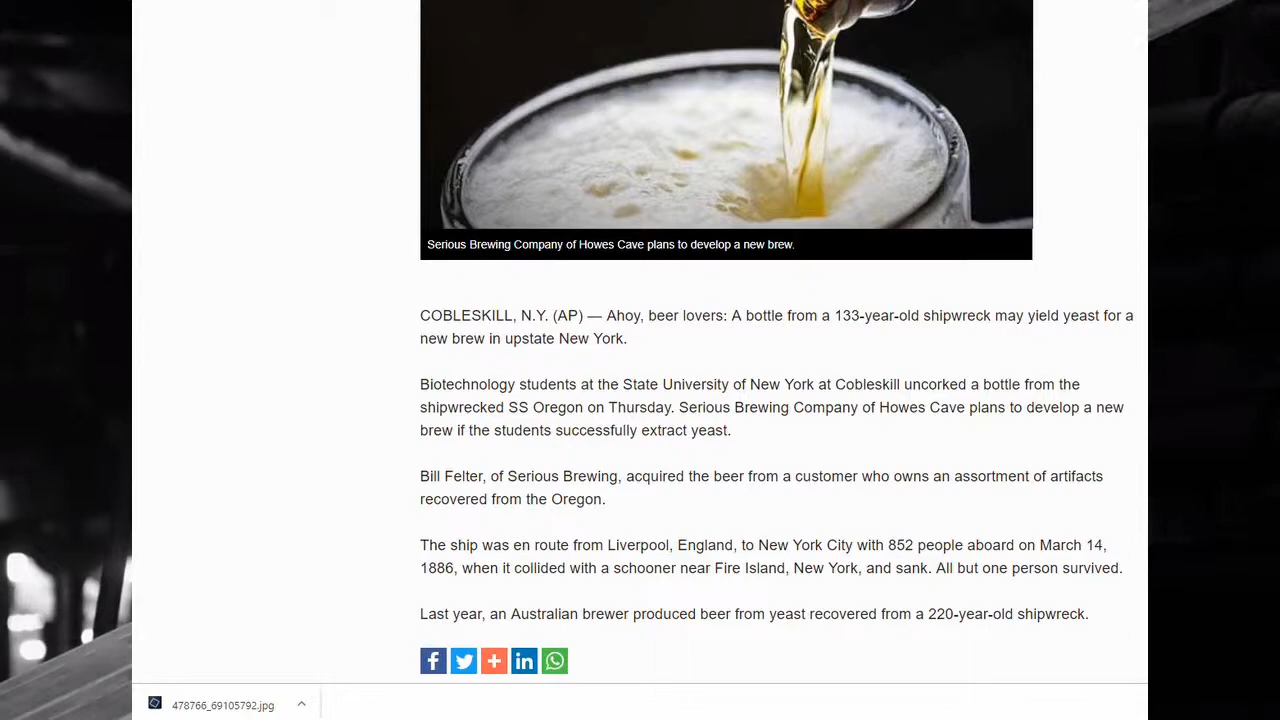 Serious Brewing Company of Howes Cave plans to develop a new brew.
COBLESKILL, N.Y. (AP) — Ahoy, beer lovers: A bottle from a 133-year-old shipwreck may yield yeast for a
new brew in upstate New York.
Biotechnology students at the State University of New York at Cobleskill uncorked a bottle from the
shipwrecked SS Oregon on Thursday. Serious Brewing Company of Howes Cave plans to develop a new
brew if the students successfully extract yeast.
Bill Felter, of Serious Brewing, acquired the beer from a customer who owns an assortment of artifacts
recovered from the Oregon.
The ship was en route from Liverpool, England, to New York City with 852 people aboard on March 14,
1886, when it collided with a schooner near Fire Island, New York, and sank. All but one person survived.
Last year, an Australian brewer produced beer from yeast recovered from a 220-year-old shipwreck.
478766_69105792.jpg